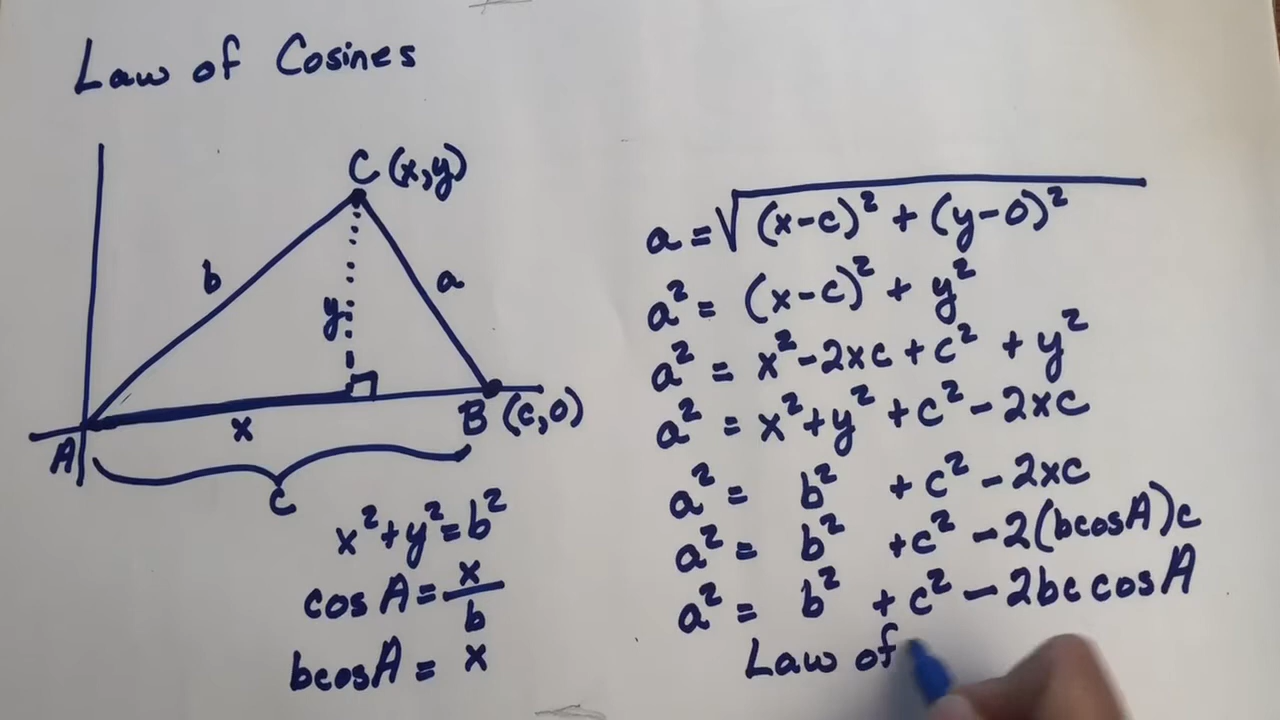 Law of Cosines
C (x,y)
b
a
y
x
A
B (c,0)
c
x²+y²=b²
cos A = x/b
bcosA = x
a = √((x-c)² + (y-0)²)
a² = (x-c)² + y²
a² = x² - 2xc + c² + y²
a² = x² + y² + c² - 2xc
a² = b² + c² - 2xc
a² = b² + c² - 2(bcosA)c
a² = b² + c² - 2bc cos A
Law of